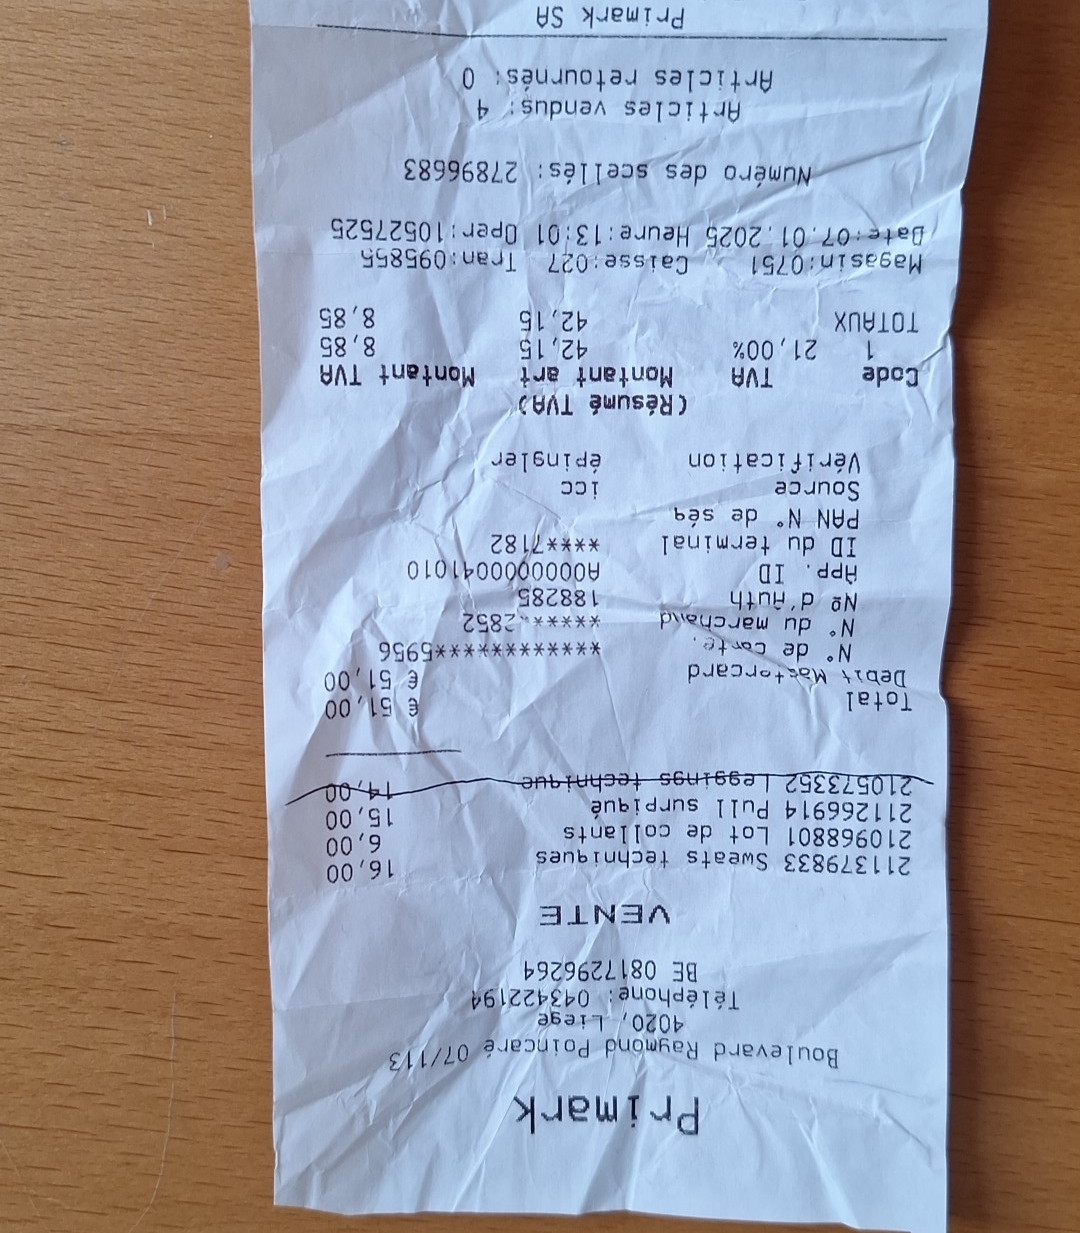 Primark
Boulevard Raymond Poincaré 07/113
4020, Liege
Téléphone: 043422194
BE 0817296264
VENTE
211379833 Sweats techniques 16,00
210968801 Lot de collants 6,00
211266914 Pull surpiqué 15,00
210573352 Leggings technique 14,00
Total € 51,00
Debit Mastercard € 51,00
N° de carte. **************5956
N° du marchand *******2852
Nº d'Auth 188285
App. ID A0000000041010
ID du terminal ****7182
PAN N° de séq
Source icc
Vérification épingler
(Résumé TVA)
Code TVA Montant art Montant TVA
1 21,00% 42,15 8,85
TOTAUX 42,15 8,85
Magasin:0751 Caisse:027 Tran:095855
Date:07.01.2025 Heure:13:01 Oper:10527525
Numéro des scellés: 27896683
Articles vendus: 4
Articles retournés: 0
Primark SA